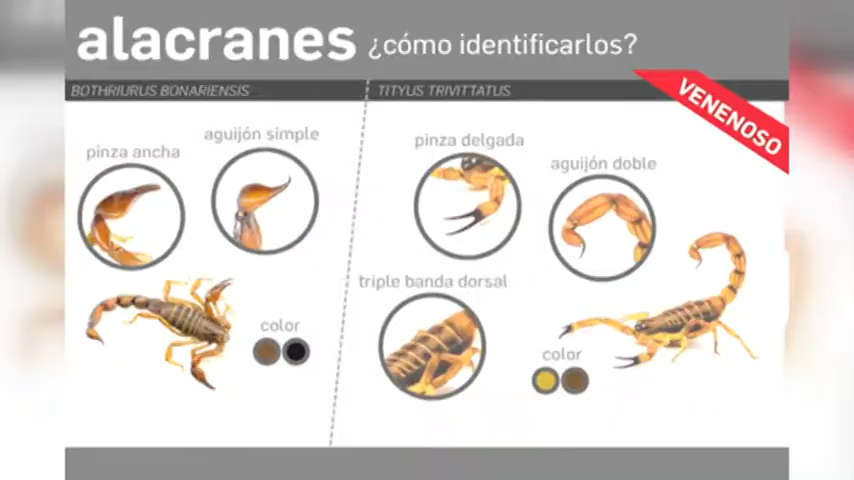 alacranes ¿cómo identificarlos?
BOTHRIURUS BONARIENSIS
TITYUS TRIVITTATUS
VENENOSO
pinza ancha
aguijón simple
color
pinza delgada
aguijón doble
triple banda dorsal
color